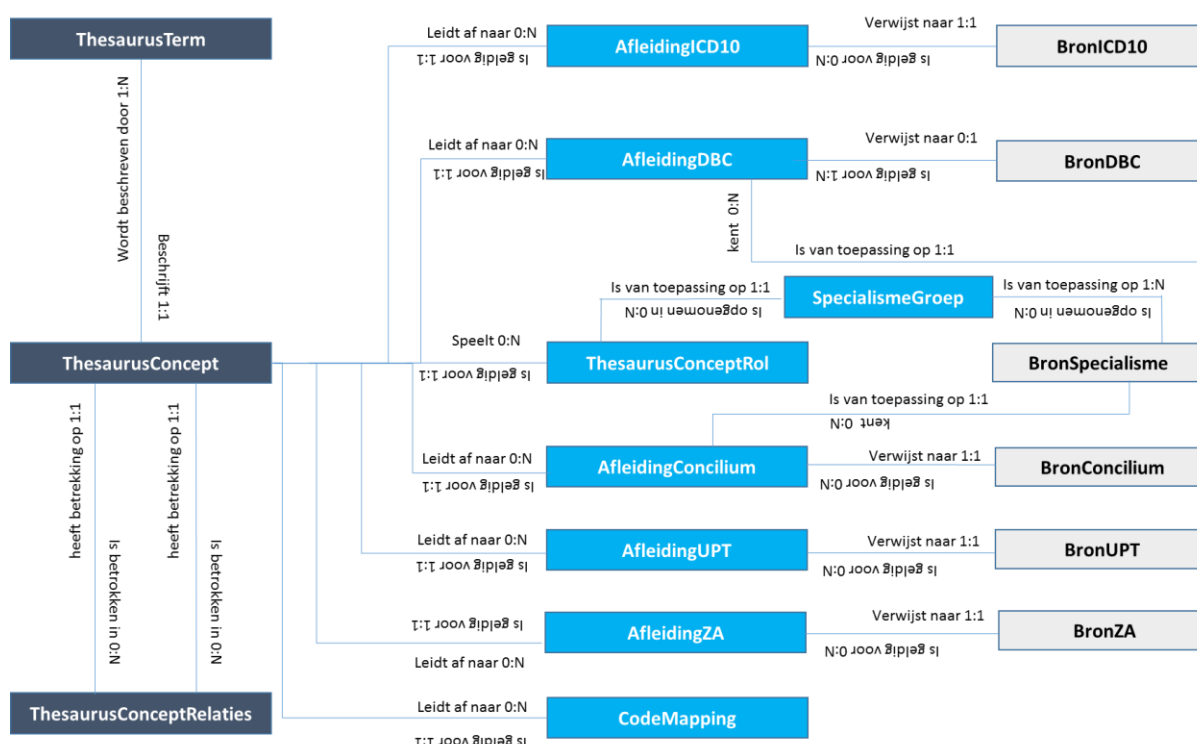 ThesaurusTerm
Leidt af naar 0:N
Is geldig voor 1:1
AfleidingICD10
Verwijst naar 1:1
Is geldig voor 0:N
BronICD10
Wordt beschreven door 1:N
Beschrijft 1:1
Leidt af naar 0:N
Is geldig voor 1:1
AfleidingDBC
Verwijst naar 0:1
Is geldig voor 1:N
BronDBC
kent 0:N
Is van toepassing op 1:1
Is van toepassing op 1:1
Is opgenomen in 0:N
SpecialismeGroep
Is van toepassing op 1:N
Is opgenomen in 0:N
ThesaurusConcept
Speelt 0:N
Is geldig voor 1:1
ThesaurusConceptRol
BronSpecialisme
Is van toepassing op 1:1
kent 0:N
heeft betrekking op 1:1
Is betrokken in 0:N
heeft betrekking op 1:1
Is betrokken in 0:N
Leidt af naar 0:N
Is geldig voor 1:1
AfleidingConcilium
Verwijst naar 1:1
Is geldig voor 0:N
BronConcilium
Leidt af naar 0:N
Is geldig voor 1:1
AfleidingUPT
Verwijst naar 1:1
Is geldig voor 0:N
BronUPT
Is geldig voor 1:1
Leidt af naar 0:N
AfleidingZA
Verwijst naar 1:1
Is geldig voor 0:N
BronZA
ThesaurusConceptRelaties
Leidt af naar 0:N
Is geldig voor 1:1
CodeMapping